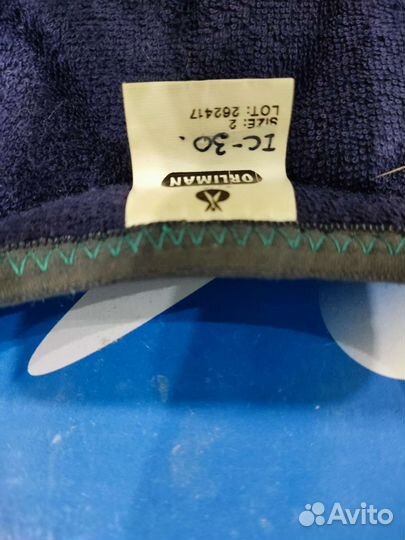 ORLIMAN
IC-30.
SIZE: 2
LOT: 262417
Avito